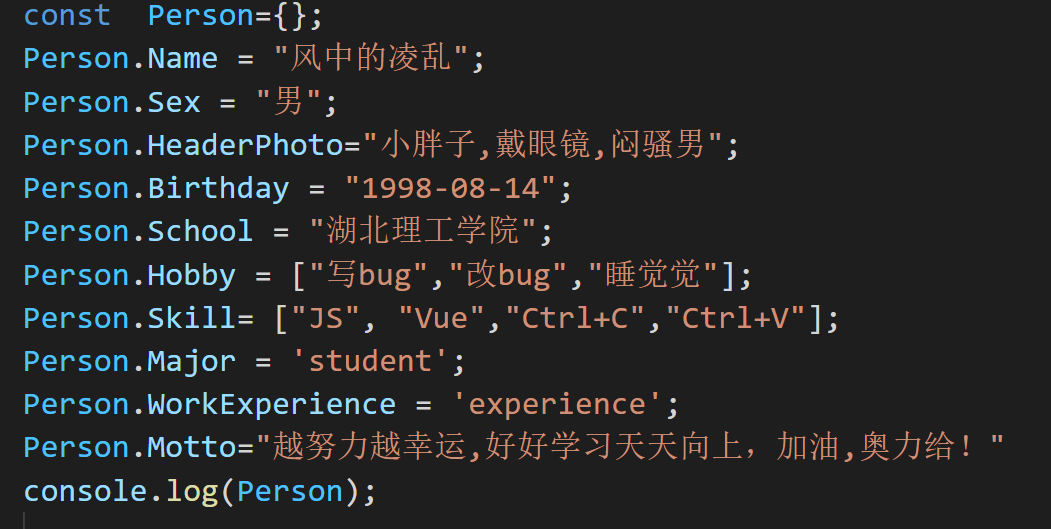 const  Person={};
Person.Name = "风中的凌乱";
Person.Sex = "男";
Person.HeaderPhoto="小胖子,戴眼镜,闷骚男";
Person.Birthday = "1998-08-14";
Person.School = "湖北理工学院";
Person.Hobby = ["写bug","改bug","睡觉觉"];
Person.Skill= ["JS", "Vue","Ctrl+C","Ctrl+V"];
Person.Major = 'student';
Person.WorkExperience = 'experience';
Person.Motto="越努力越幸运,好好学习天天向上，加油,奥力给！"
console.log(Person);